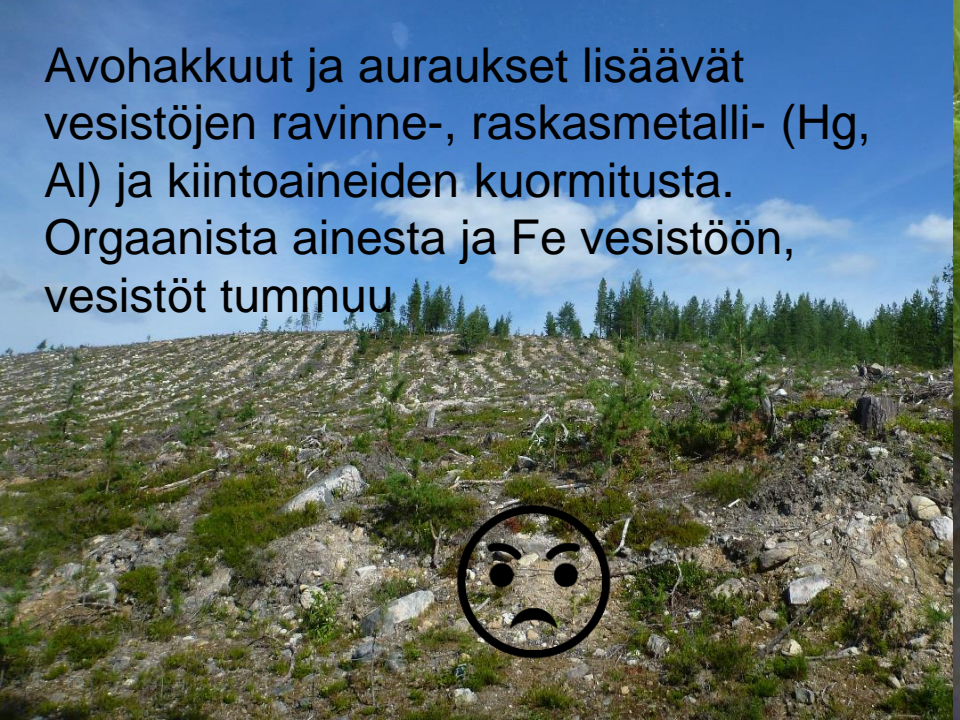 Avohakkuut ja auraukset lisäävät
vesistöjen ravinne-, raskasmetalli- (Hg,
Al) ja kiintoaineiden kuormitusta.
Orgaanista ainesta ja Fe vesistöön,
vesistöt tummuu